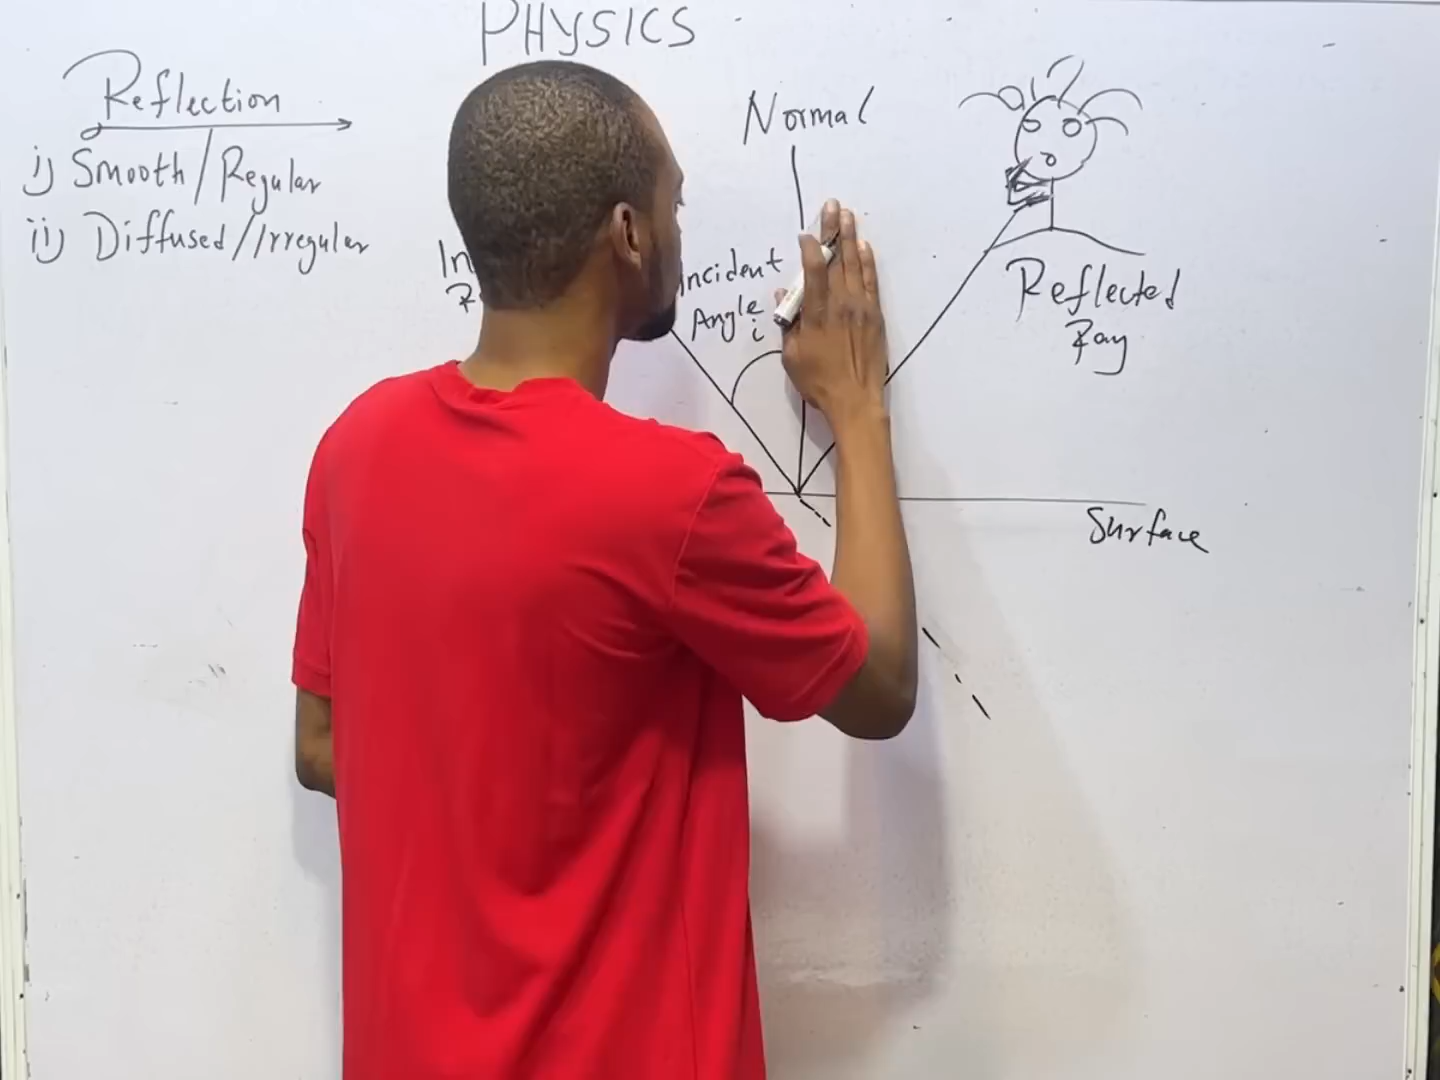 PHYSICS
Reflection
i) Smooth/Regular
ii) Diffused/Irregular
Normal
Incident
Angle
i
Reflected
Ray
Surface